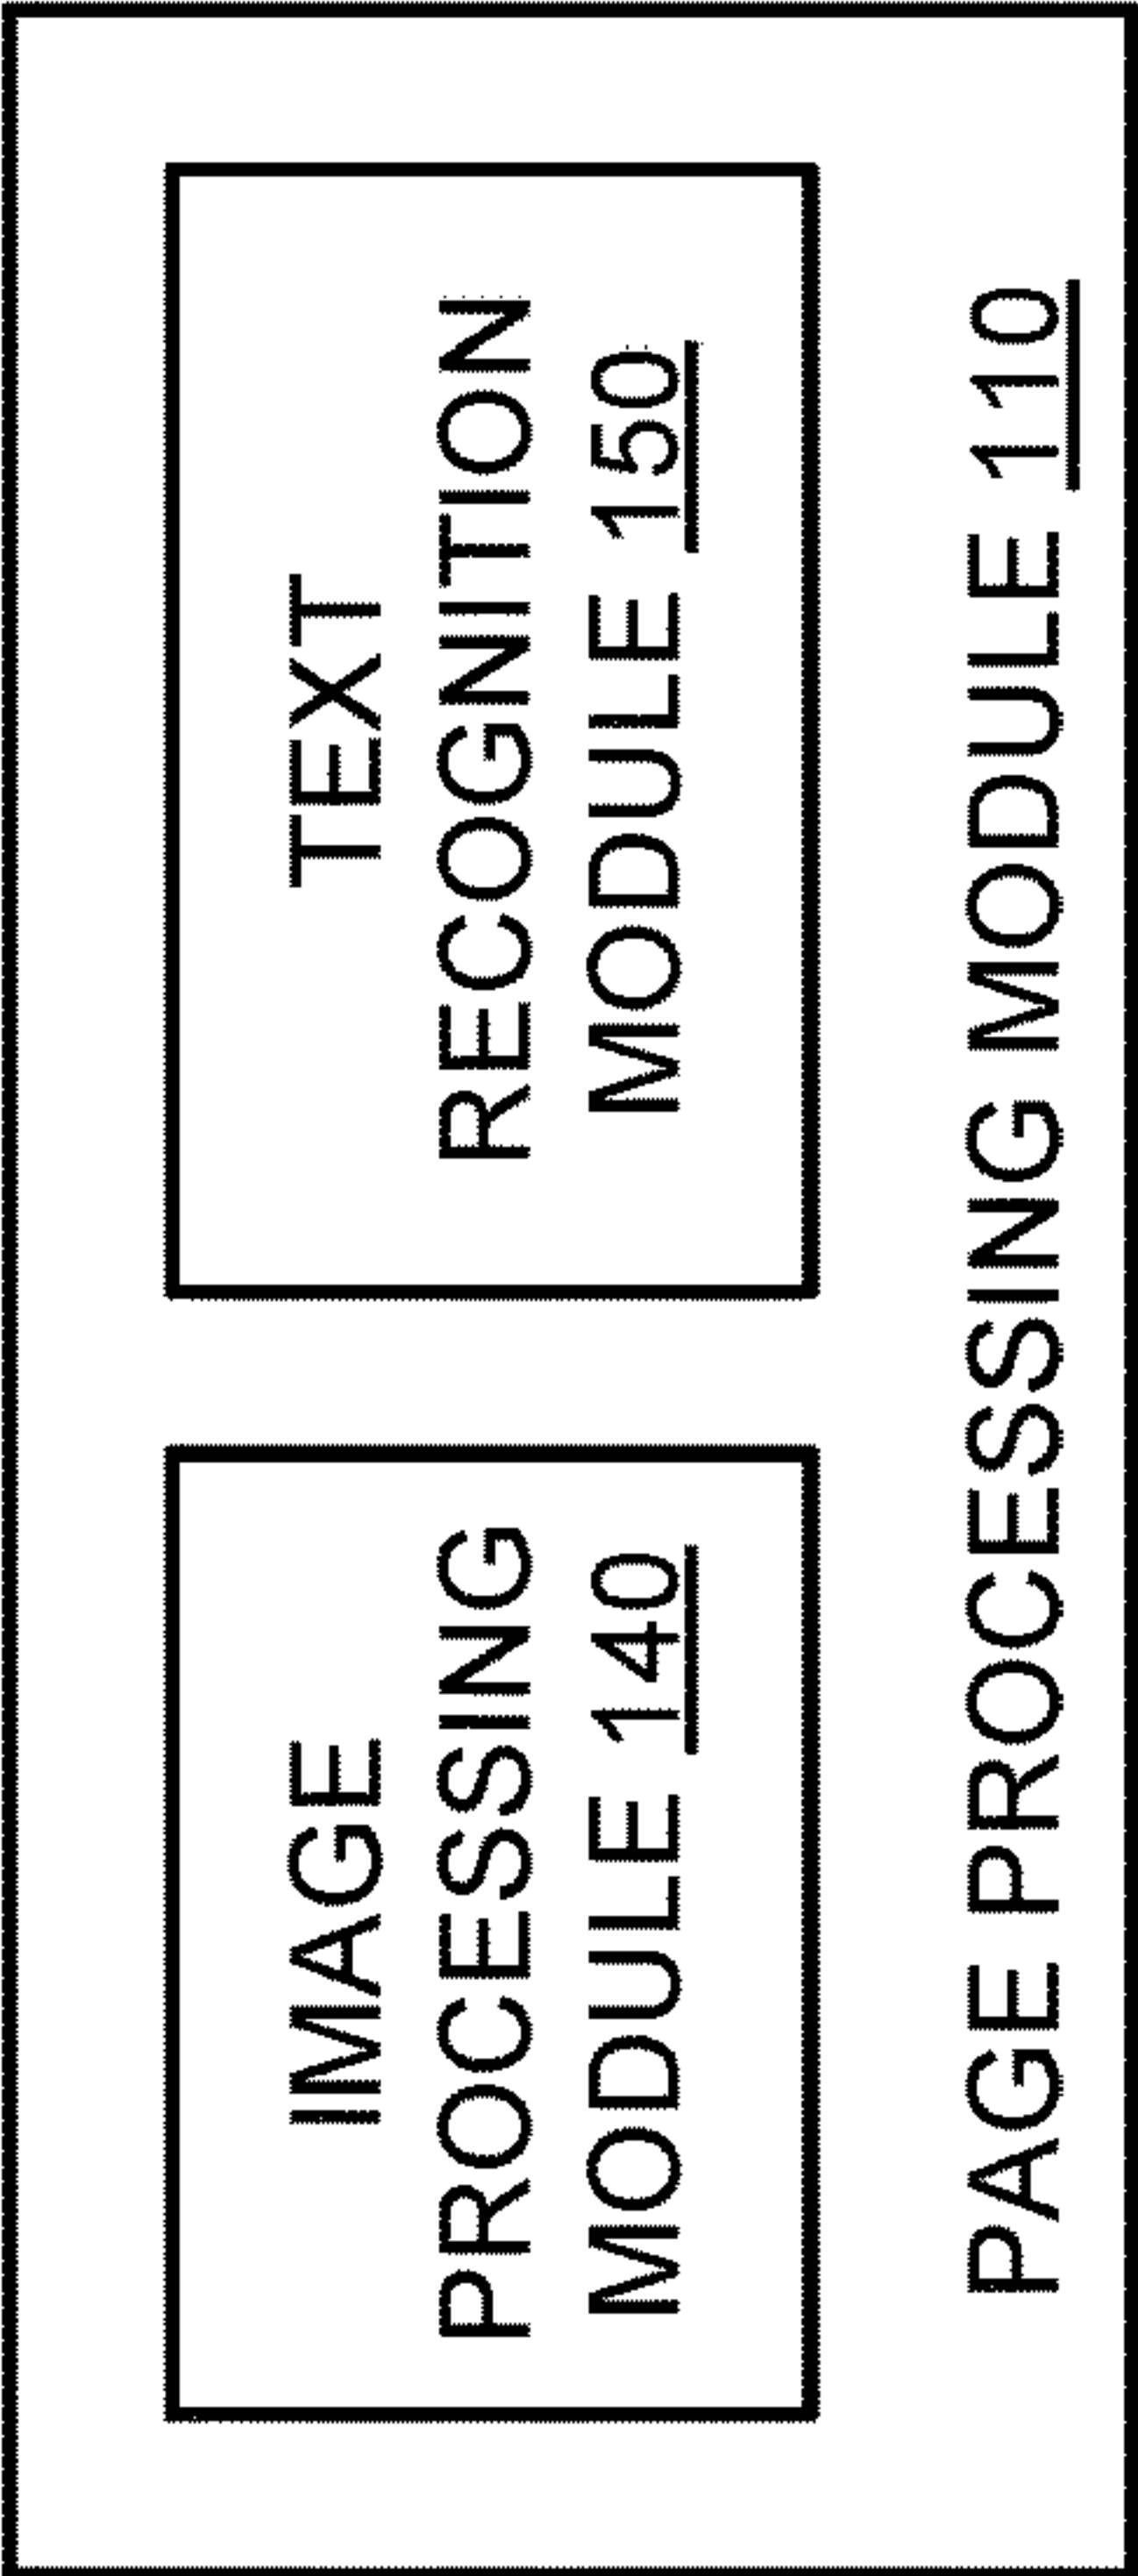 IMAGE
PROCESSING
MODULE 140
TEXT
RECOGNITION
MODULE 150
PAGE PROCESSING MODULE 110